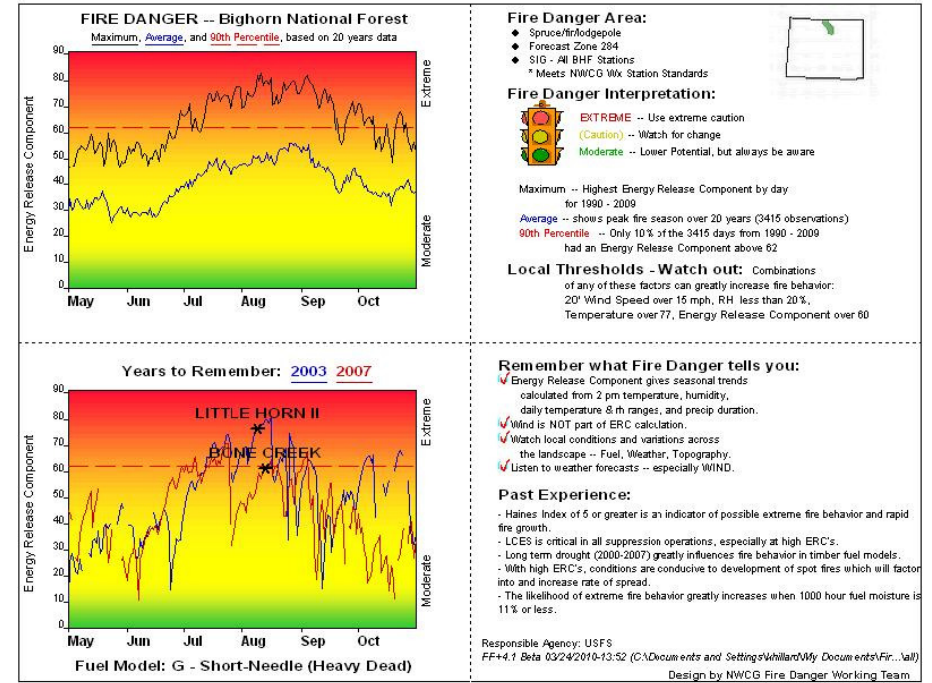 FIRE DANGER -- Bighorn National Forest
Maximum, Average, and 90th Percentile, based on 20 years data
90
80
70
60
50
40
30
20
10
0
Energy Release Component
Extreme
Moderate
May Jun Jul Aug Sep Oct
Fire Danger Area:
Spruce/fir/lodgepole
Forecast Zone 284
SIG - All BHF Stations
* Meets NWCG Wx Station Standards
Fire Danger Interpretation:
EXTREME -- Use extreme caution
(Caution) -- Watch for change
Moderate -- Lower Potential, but always be aware
Maximum -- Highest Energy Release Component by day
for 1990 - 2009
Average -- shows peak fire season over 20 years (3415 observations)
90th Percentile -- Only 10% of the 3415 days from 1990 - 2009
had an Energy Release Component above 62
Local Thresholds - Watch out: Combinations
of any of these factors can greatly increase fire behavior:
20' Wind Speed over 15 mph, RH less than 20%,
Temperature over 77, Energy Release Component over 60
Years to Remember: 2003 2007
90
80
70
60
50
40
30
20
10
0
Energy Release Component
Extreme
Moderate
LITTLE HORN II
BONE CREEK
May Jun Jul Aug Sep Oct
Fuel Model: G - Short-Needle (Heavy Dead)
Remember what Fire Danger tells you:
Energy Release Component gives seasonal trends
calculated from 2 pm temperature, humidity,
daily temperature & rh ranges, and precip duration.
Wind is NOT part of ERC calculation.
Watch local conditions and variations across
the landscape -- Fuel, Weather, Topography.
Listen to weather forecasts -- especially WIND.
Past Experience:
- Haines Index of 5 or greater is an indicator of possible extreme fire behavior and rapid
fire growth.
- LCES is critical in all suppression operations, especially at high ERC's.
- Long term drought (2000-2007) greatly influences fire behavior in timber fuel models.
- With high ERC's, conditions are conducive to development of spot fires which will factor
into and increase rate of spread.
- The likelihood of extreme fire behavior greatly increases when 1000 hour fuel moisture is
11% or less.
Responsible Agency: USFS
FF+4.1 Beta 03/24/2010-13:52 (C:\Documents and Settings\khillard\My Documents\Fir...\all)
Design by NWCG Fire Danger Working Team